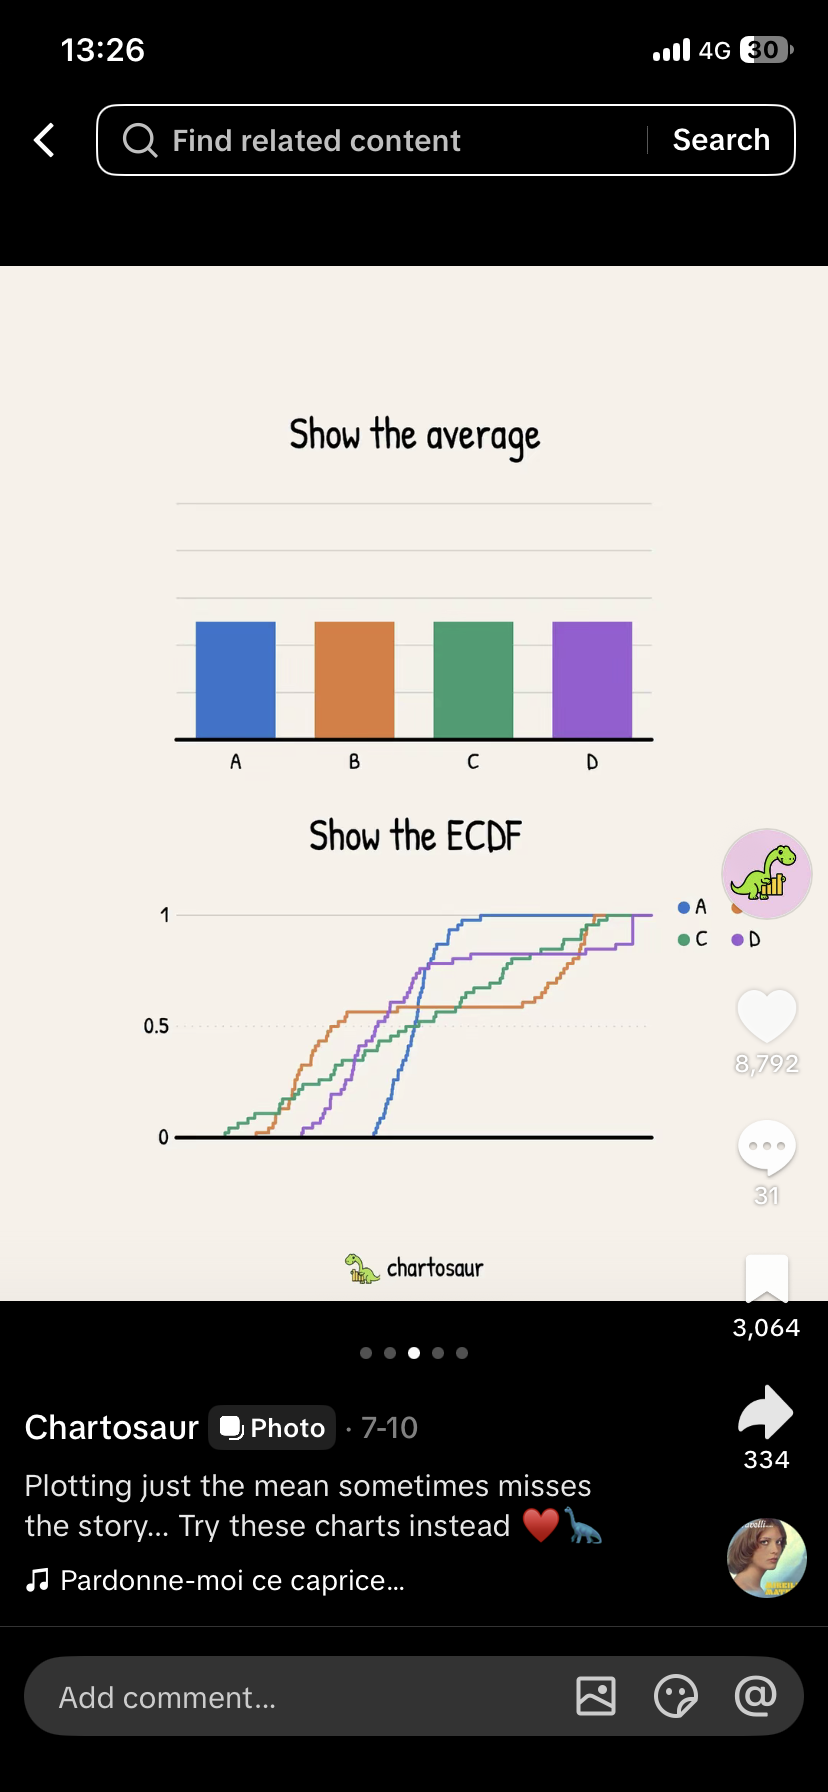 13:26
4G 30
Find related content
Search
Show the average
A B C D
Show the ECDF
1
A
C D
0.5
0
8,792
31
chartosaur
3,064
Chartosaur Photo · 7-10
334
Plotting just the mean sometimes misses
the story... Try these charts instead ❤️🦕
Pardonne-moi ce caprice...
Add comment...